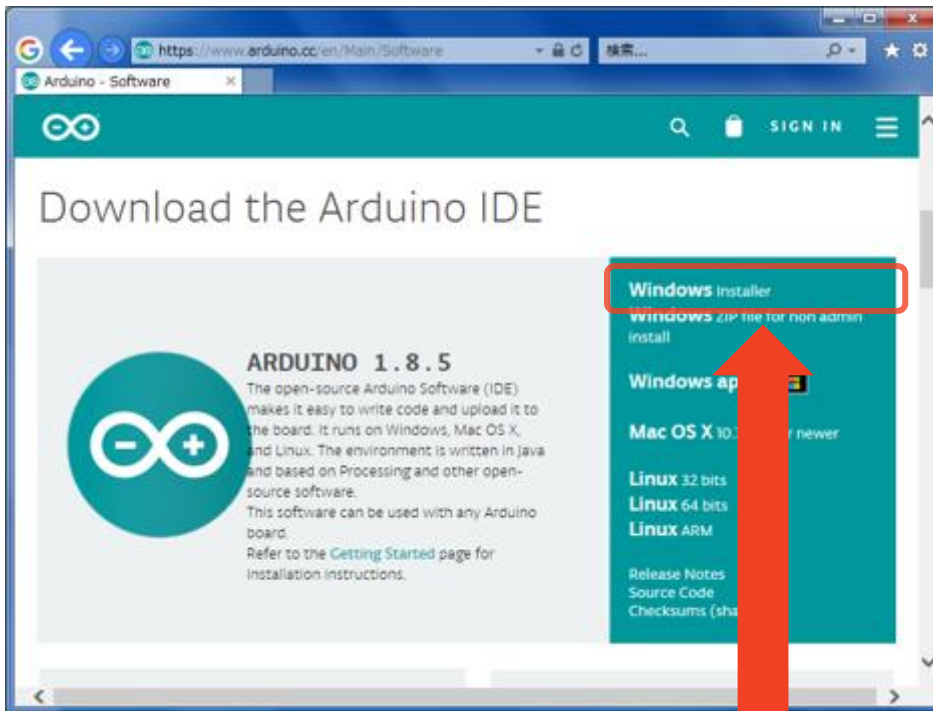 https://www.arduino.cc/en/Main/Software
検索...
Arduino - Software
SIGN IN
Download the Arduino IDE
ARDUINO 1.8.5
The open-source Arduino Software (IDE)
makes it easy to write code and upload it to
the board. It runs on Windows, Mac OS X,
and Linux. The environment is written in Java
and based on Processing and other open-
source software.
This software can be used with any Arduino
board.
Refer to the Getting Started page for
Installation instructions.
Windows Installer
Windows ZIP file for non admin
install
Windows ap
Mac OS X 10. r newer
Linux 32 bits
Linux 64 bits
Linux ARM
Release Notes
Source Code
Checksums (sha